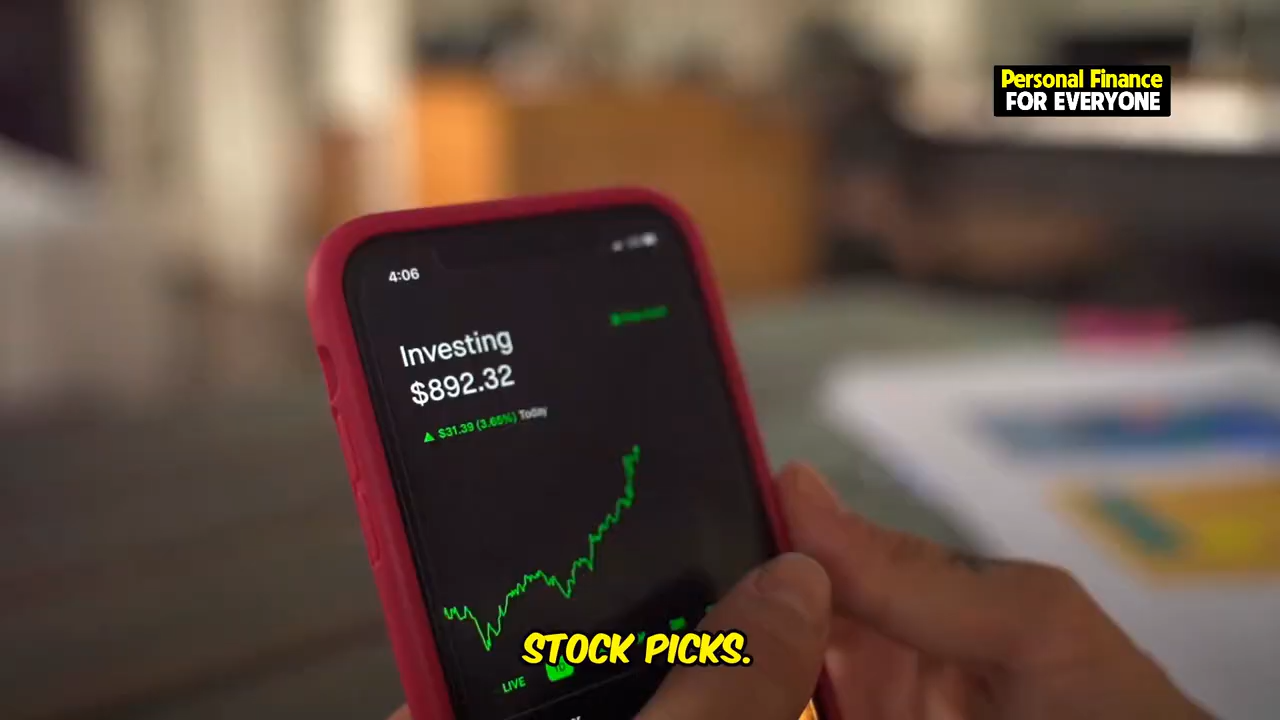 Personal Finance
FOR EVERYONE
4:06
Investing
$892.32
▲ $31.39 (3.65%) Today
LIVE
STOCK PICKS.